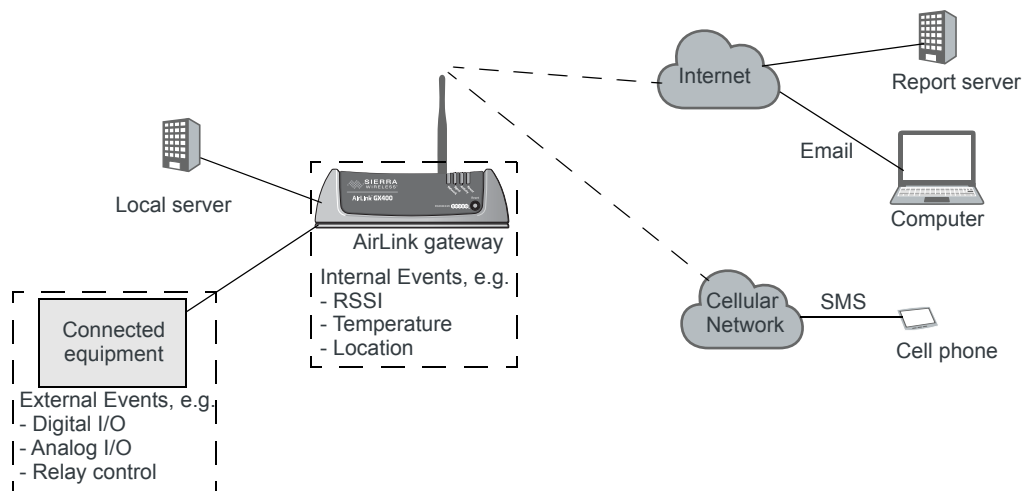 Internet
Report server
Email
Computer
Local server
SIERRA
WIRELESS
AirLink GX400
AirLink gateway
Internal Events, e.g.
- RSSI
- Temperature
- Location
Cellular
Network
SMS
Cell phone
Connected
equipment
External Events, e.g.
- Digital I/O
- Analog I/O
- Relay control